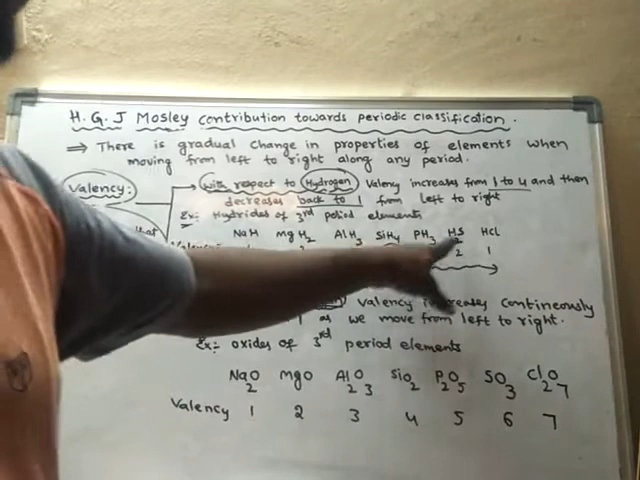 H. G. J Mosley contribution towards periodic classification.
⇒ There is gradual change in properties of elements when
moving from left to right along any period.
Valency: with respect to Hydrogen Valeny increases from 1 to 4 and then
decreases back to 1 from left to right
Ex: Hydrides of 3rd period elements
that
NaH MgH2 AlH3 SiH4 PH3 H2S HCl
2 1
valency increases contineously
as we move from left to right.
Ex: oxides of 3rd period elements
Na2O MgO Al2O3 SiO2 P2O5 SO3 Cl2O7
Valency 1 2 3 4 5 6 7